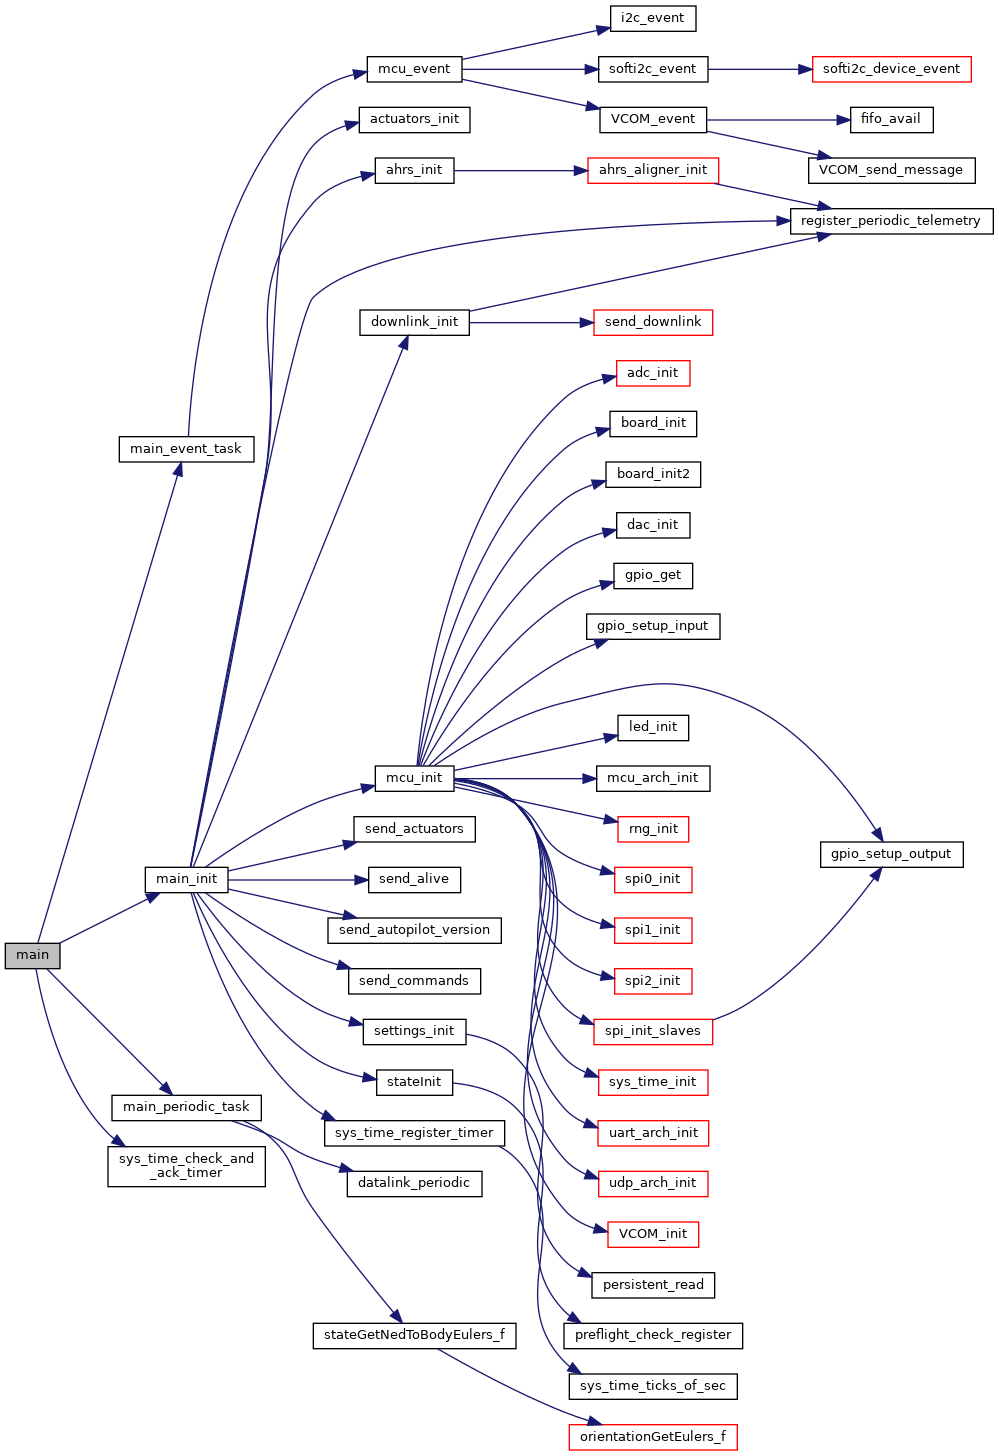 i2c_event
mcu_event
softi2c_event
softi2c_device_event
actuators_init
VCOM_event
fifo_avail
ahrs_init
ahrs_aligner_init
VCOM_send_message
register_periodic_telemetry
downlink_init
send_downlink
adc_init
board_init
main_event_task
board_init2
dac_init
gpio_get
gpio_setup_input
led_init
mcu_init
mcu_arch_init
send_actuators
rng_init
gpio_setup_output
main_init
send_alive
spi0_init
send_autopilot_version
spi1_init
main
send_commands
spi2_init
settings_init
spi_init_slaves
stateInit
sys_time_init
main_periodic_task
sys_time_register_timer
uart_arch_init
sys_time_check_and
_ack_timer
datalink_periodic
udp_arch_init
VCOM_init
persistent_read
stateGetNedToBodyEulers_f
preflight_check_register
sys_time_ticks_of_sec
orientationGetEulers_f